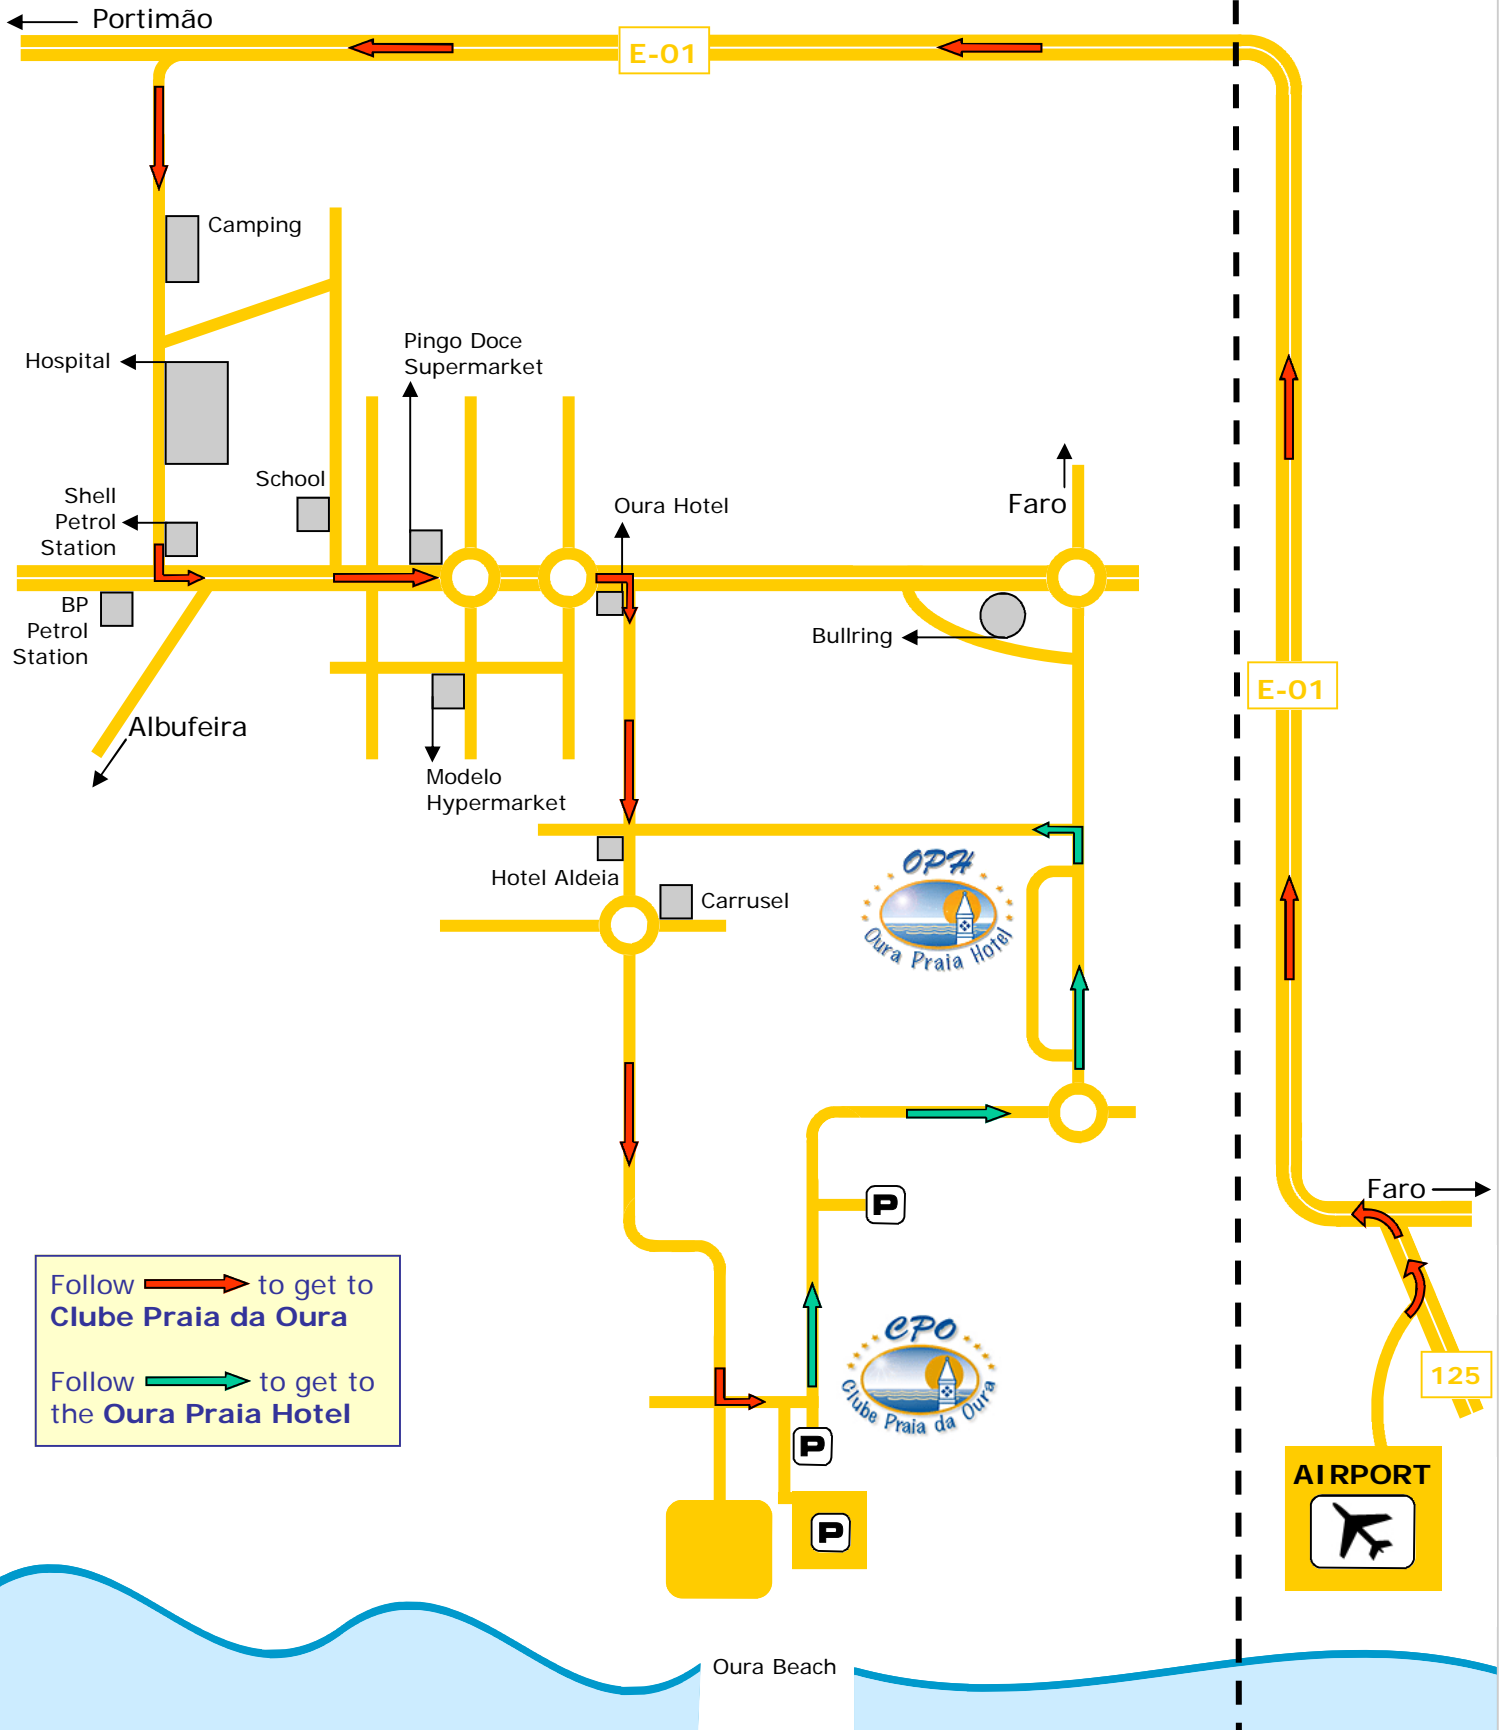 Portimão
E-01
Camping
Hospital
Pingo Doce
Supermarket
School
Shell
Petrol
Station
Oura Hotel
Faro
BP
Petrol
Station
Bullring
E-01
Albufeira
Modelo
Hypermarket
OPH
Oura Praia Hotel
Hotel Aldeia
Carrusel
Faro
P
Follow to get to
Clube Praia da Oura
Follow to get to
the Oura Praia Hotel
CPO
Clube Praia da Oura
125
P
AIRPORT
P
Oura Beach